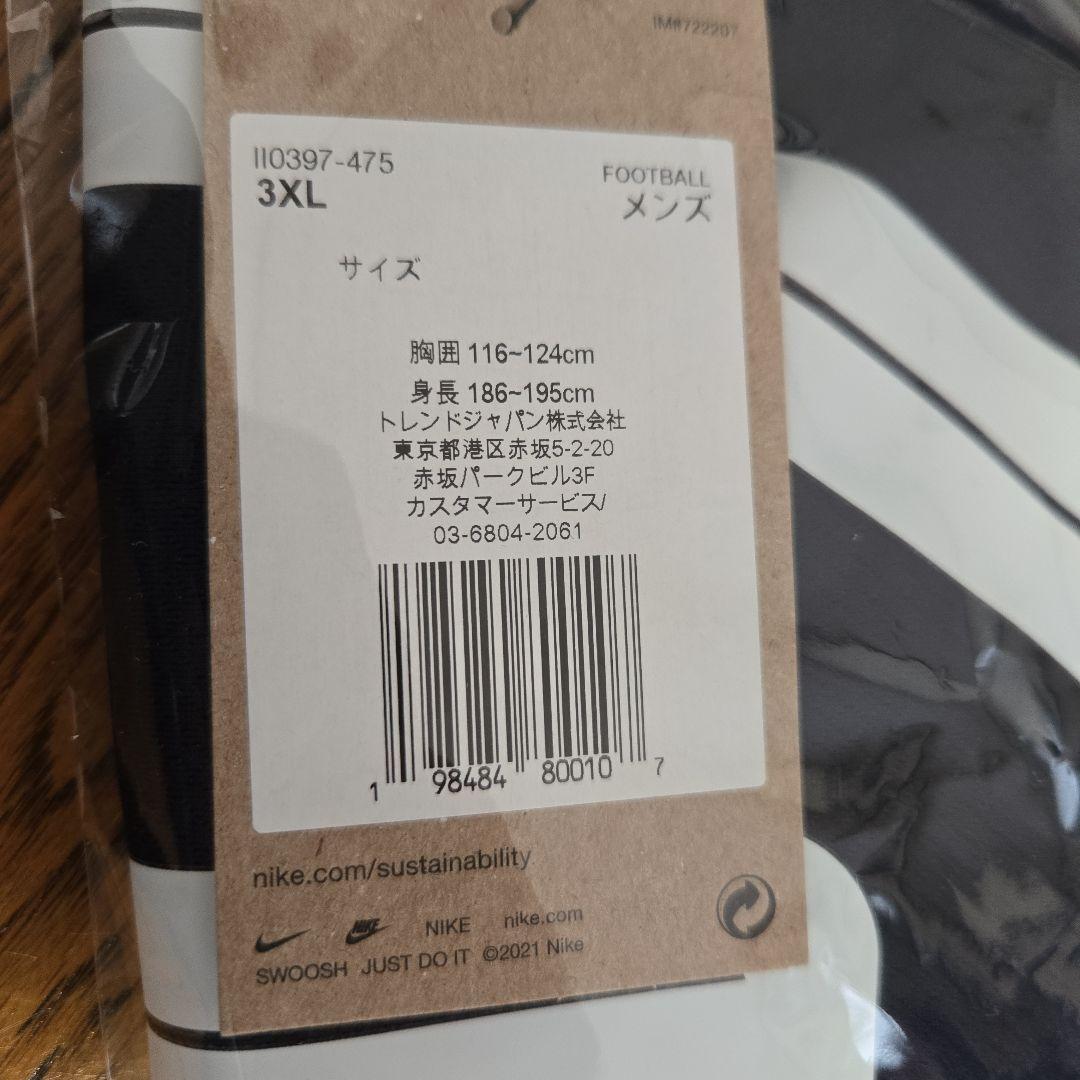 IM#722207
II0397-475
FOOTBALL
3XL
メンズ
サイズ
胸囲 116~124cm
身長 186~195cm
トレンドジャパン株式会社
東京都港区赤坂5-2-20
赤坂パークビル3F
カスタマーサービス/
03-6804-2061
1 98484 80010 7
nike.com/sustainability
NIKE NIKE nike.com
SWOOSH JUST DO IT ©2021 Nike